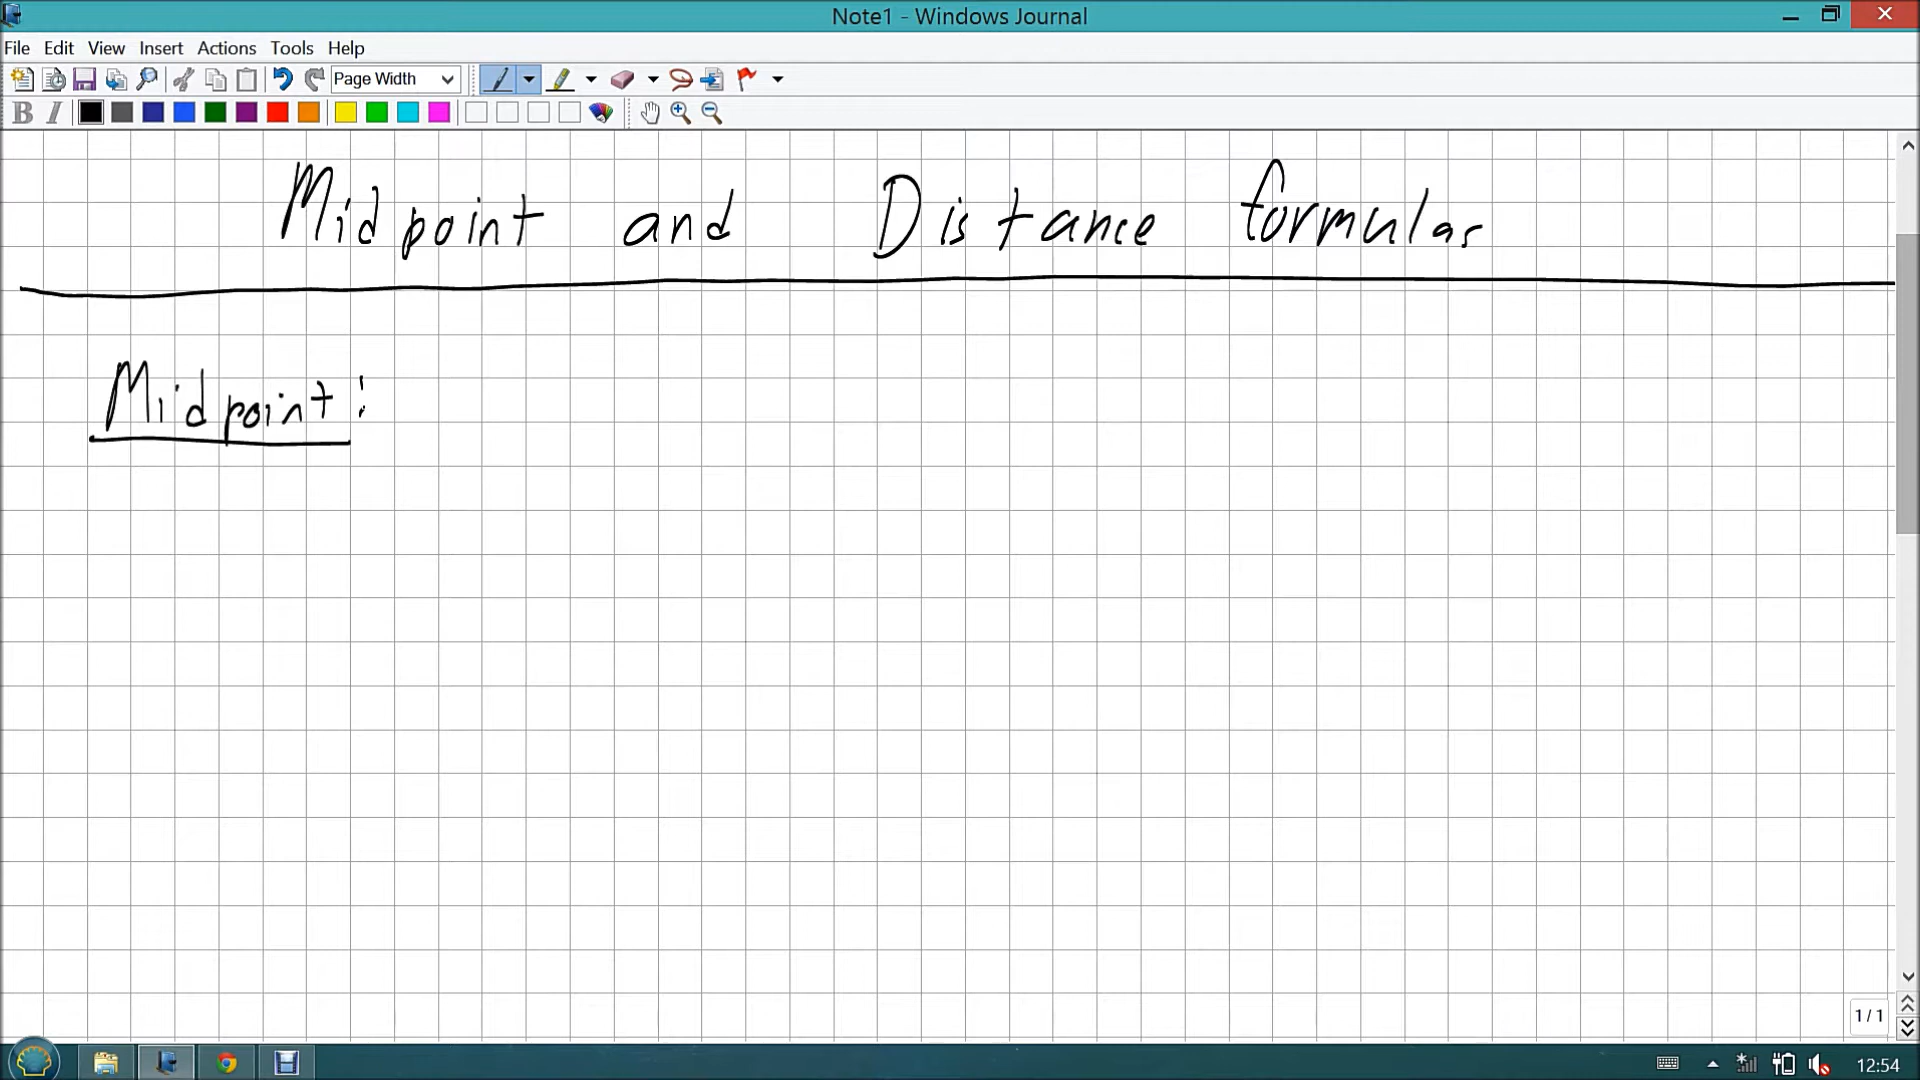 Note1 - Windows Journal
File Edit View Insert Actions Tools Help
Page Width
B I
Midpoint and Distance formulas
Midpoint:
1 / 1
12:54